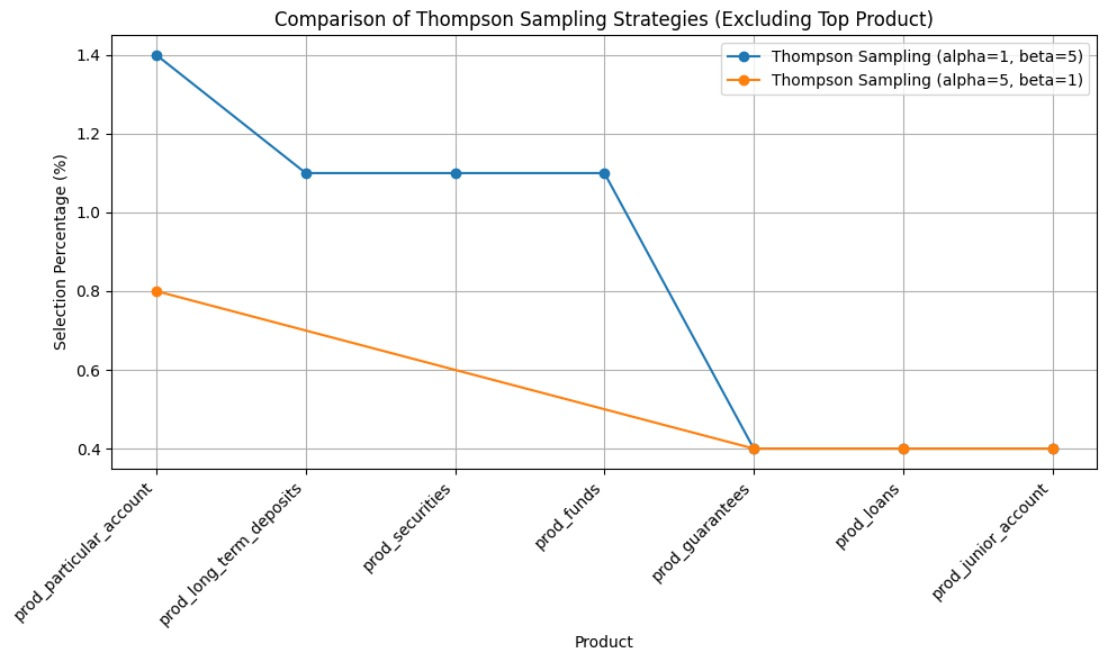 Comparison of Thompson Sampling Strategies (Excluding Top Product)
Thompson Sampling (alpha=1, beta=5)
Thompson Sampling (alpha=5, beta=1)
Selection Percentage (%)
1.4
1.2
1.0
0.8
0.6
0.4
prod_particular_account
prod_long_term_deposits
prod_securities
prod_funds
prod_guarantees
prod_loans
prod_junior_account
Product